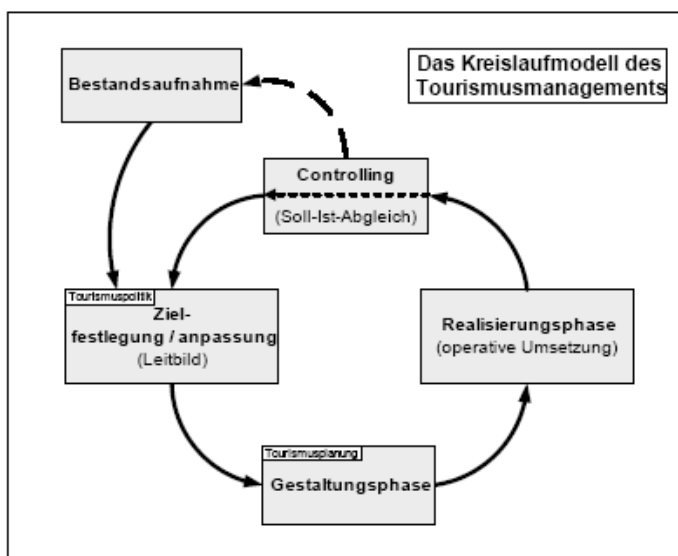 Das Kreislaufmodell des
Tourismusmanagements
Bestandsaufnahme
Controlling
(Soll-Ist-Abgleich)
Tourismuspolitik
Ziel-
festlegung / anpassung
(Leitbild)
Realisierungsphase
(operative Umsetzung)
Tourismusplanung
Gestaltungsphase